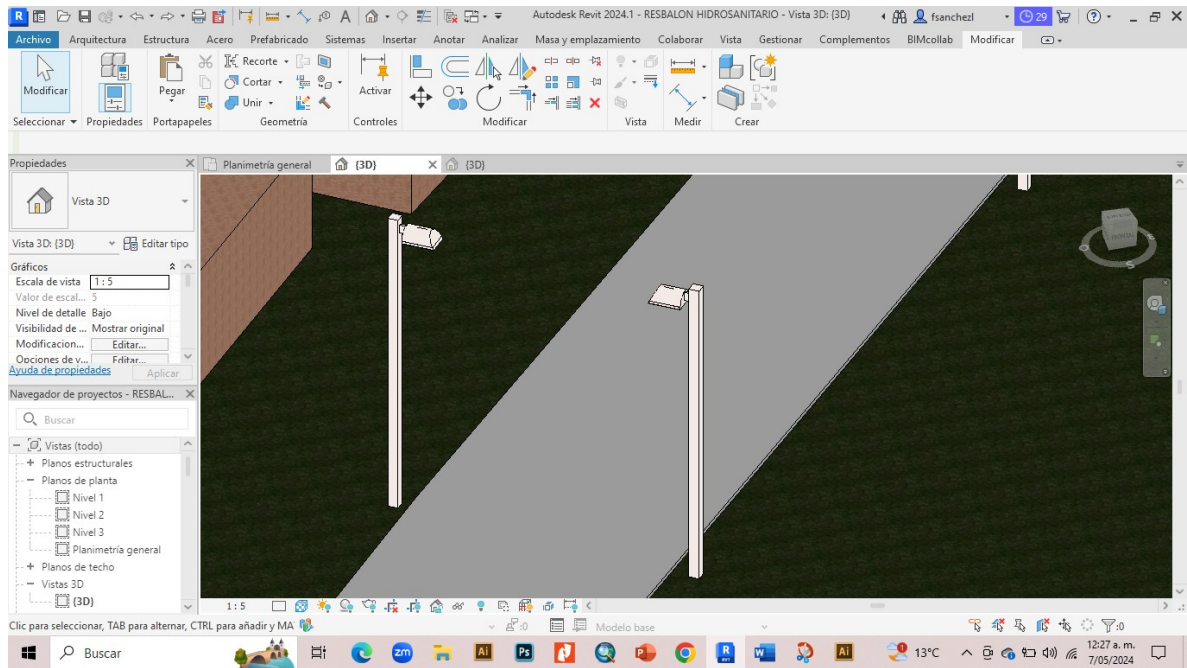 Autodesk Revit 2024.1 - RESBALON HIDROSANITARIO - Vista 3D: {3D}
fsanchezl
29
Archivo Arquitectura Estructura Acero Prefabricado Sistemas Insertar Anotar Analizar Masa y emplazamiento Colaborar Vista Gestionar Complementos BIMcollab Modificar
Modificar
Pegar
Recorte
Cortar
Unir
Activar
Seleccionar Propiedades Portapapeles Geometría Controles Modificar Vista Medir Crear
Propiedades
Planimetría general {3D} {3D}
Vista 3D
Vista 3D: {3D} Editar tipo
Gráficos
Escala de vista 1 : 5
Valor de escal... 5
Nivel de detalle Bajo
Visibilidad de ... Mostrar original
Modificacion... Editar...
Opciones de v... Editar...
Ayuda de propiedades Aplicar
Navegador de proyectos - RESBAL...
Buscar
Vistas (todo)
Planos estructurales
Planos de planta
Nivel 1
Nivel 2
Nivel 3
Planimetría general
Planos de techo
Vistas 3D
{3D}
1 : 5
Clic para seleccionar, TAB para alternar, CTRL para añadir y MA :0 Modelo base :0
Buscar
zm
Ai
Ps
Ai
13°C
12:27 a. m.
7/05/2024